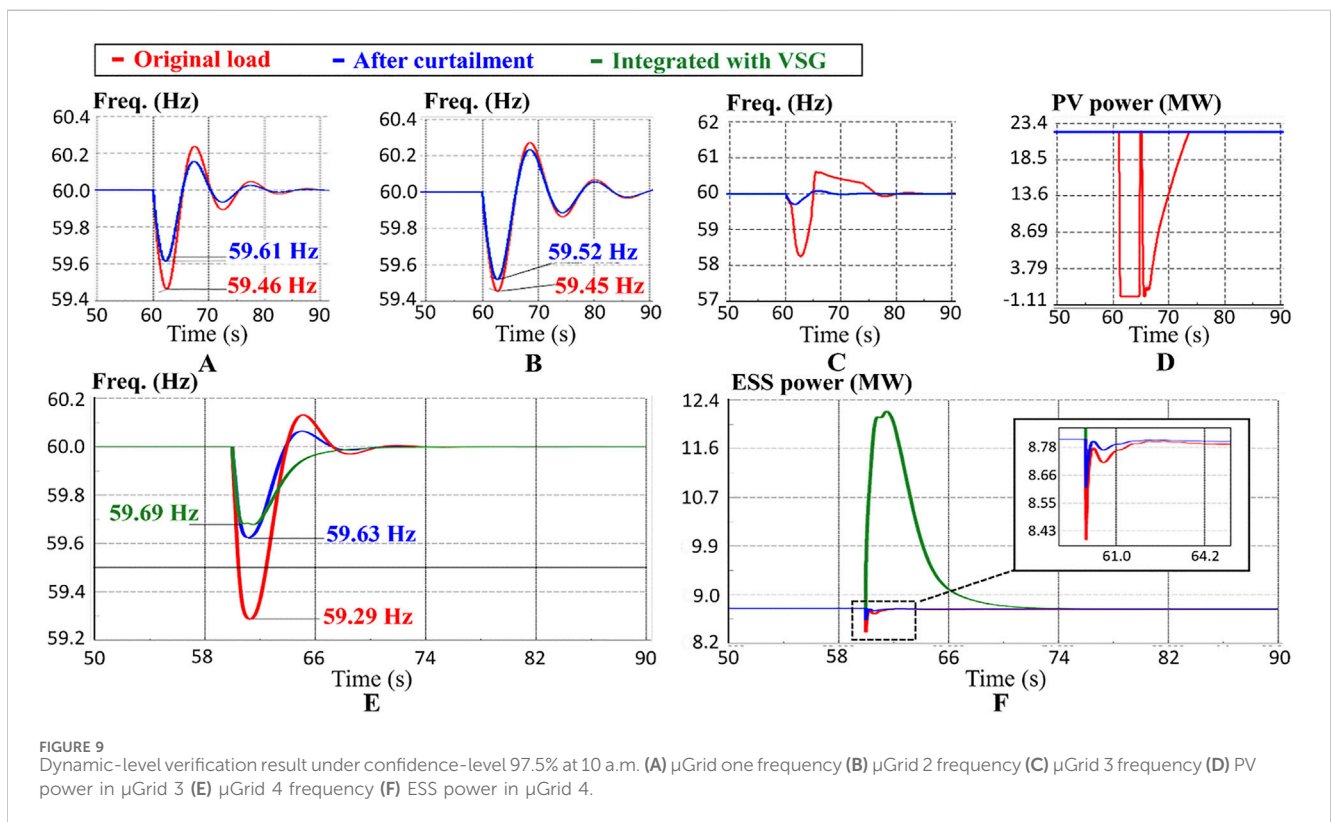 Original load After curtailment Integrated with VSG
Freq. (Hz)
60.4
60.2
60.0
59.8
59.6
59.4
59.61 Hz
59.46 Hz
50 60 70 80 90
Time (s)
A
Freq. (Hz)
60.4
60.2
60.0
59.8
59.6
59.4
59.52 Hz
59.45 Hz
50 60 70 80 90
Time (s)
B
Freq. (Hz)
62
61
60
59
58
57
50 60 70 80 90
Time (s)
C
PV power (MW)
23.4
18.5
13.6
8.69
3.79
-1.11
50 60 70 80 90
Time (s)
D
Freq. (Hz)
60.2
60.0
59.8
59.6
59.4
59.2
59.69 Hz
59.63 Hz
59.29 Hz
50 58 66 74 82 90
Time (s)
E
ESS power (MW)
12.4
11.6
10.7
9.9
9.0
8.2
8.78
8.66
8.55
8.43
61.0 64.2
50 58 66 74 82 90
Time (s)
F
FIGURE 9
Dynamic-level verification result under confidence-level 97.5% at 10 a.m. (A) µGrid one frequency (B) µGrid 2 frequency (C) µGrid 3 frequency (D) PV
power in µGrid 3 (E) µGrid 4 frequency (F) ESS power in µGrid 4.